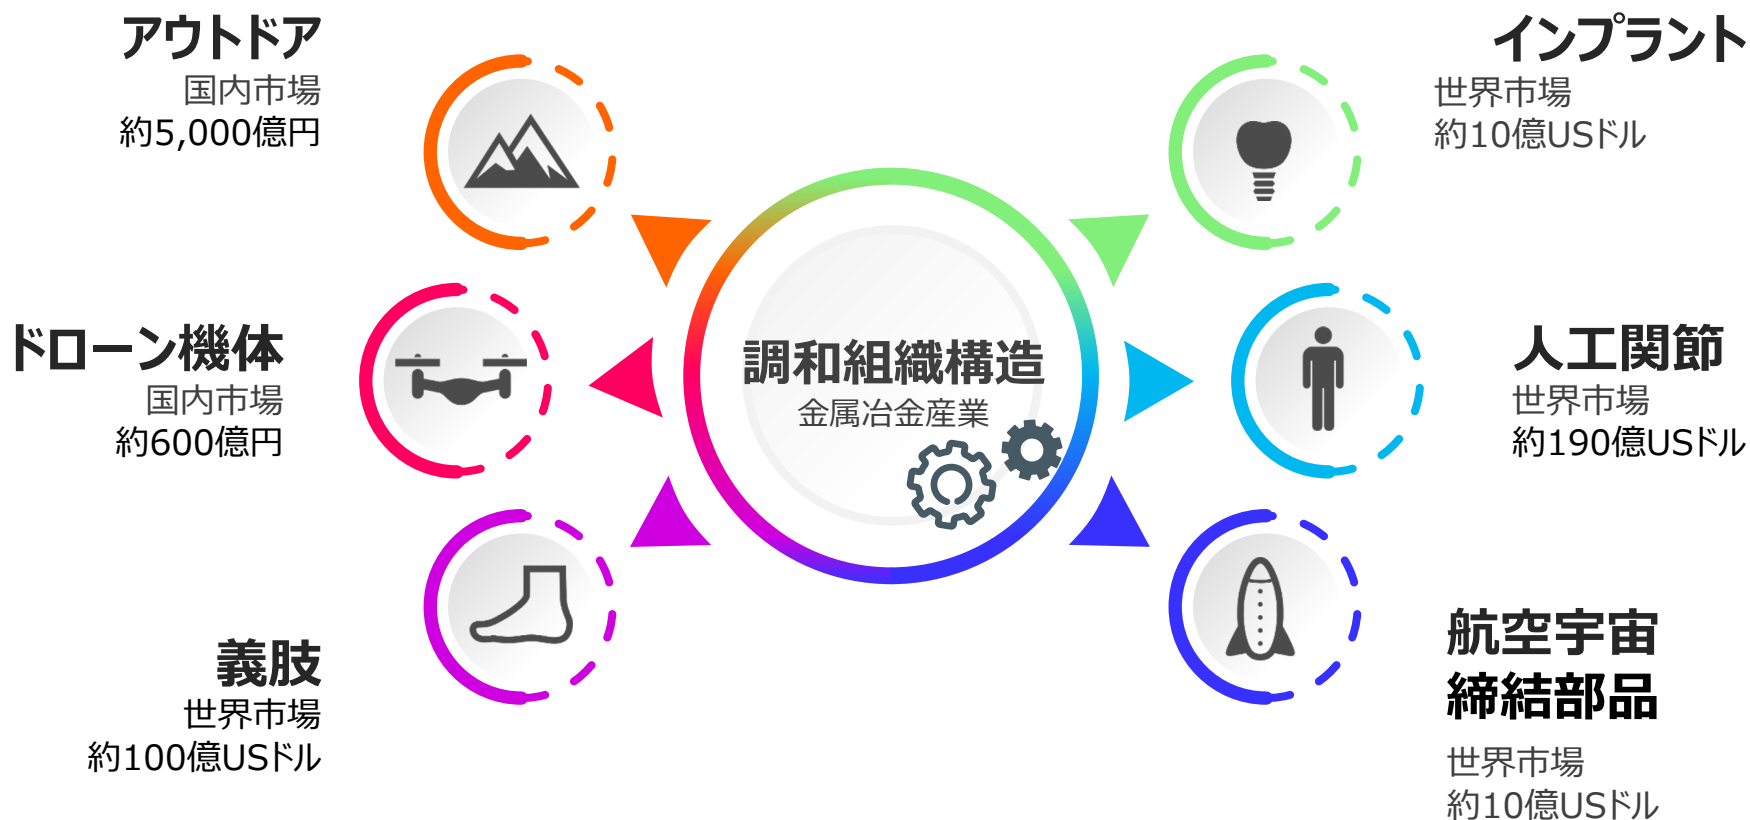 アウトドア
国内市場
約5,000億円
ドローン機体
国内市場
約600億円
義肢
世界市場
約100億USドル
調和組織構造
金属冶金産業
インプラント
世界市場
約10億USドル
人工関節
世界市場
約190億USドル
航空宇宙
締結部品
世界市場
約10億USドル